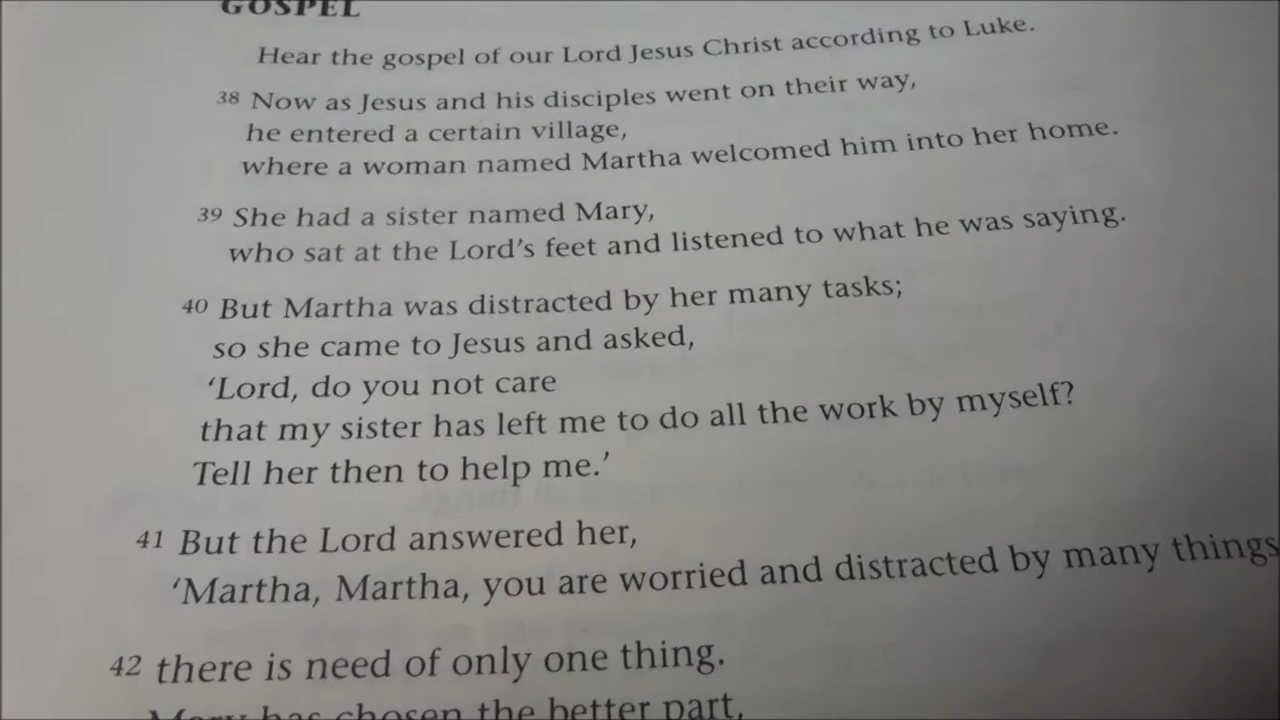 GOSPEL
Hear the gospel of our Lord Jesus Christ according to Luke.
38 Now as Jesus and his disciples went on their way,
he entered a certain village,
where a woman named Martha welcomed him into her home.
39 She had a sister named Mary,
who sat at the Lord's feet and listened to what he was saying.
40 But Martha was distracted by her many tasks;
so she came to Jesus and asked,
‘Lord, do you not care
that my sister has left me to do all the work by myself?
Tell her then to help me.’
41 But the Lord answered her,
‘Martha, Martha, you are worried and distracted by many things
42 there is need of only one thing.
Mary has chosen the better part,